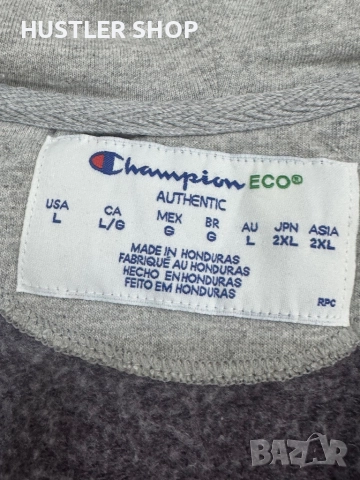 HUSTLER SHOP
Champion ECO®
AUTHENTIC
USA CA MEX BR AU JPN ASIA
L L/G G G L 2XL 2XL
MADE IN HONDURAS
FABRIQUÉ AU HONDURAS
HECHO EN HONDURAS
FEITO EM HONDURAS
RPC
BAZAR